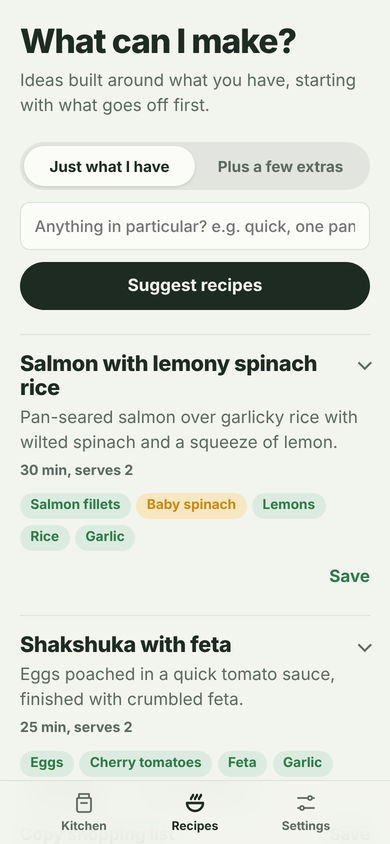 What can I make?
Ideas built around what you have, starting
with what goes off first.
Just what I have
Plus a few extras
Anything in particular? e.g. quick, one pan
Suggest recipes
Salmon with lemony spinach
rice
Pan-seared salmon over garlicky rice with
wilted spinach and a squeeze of lemon.
30 min, serves 2
Salmon fillets
Baby spinach
Lemons
Rice
Garlic
Save
Shakshuka with feta
Eggs poached in a quick tomato sauce,
finished with crumbled feta.
25 min, serves 2
Eggs
Cherry tomatoes
Feta
Garlic
Copy shopping list
Save
Kitchen
Recipes
Settings